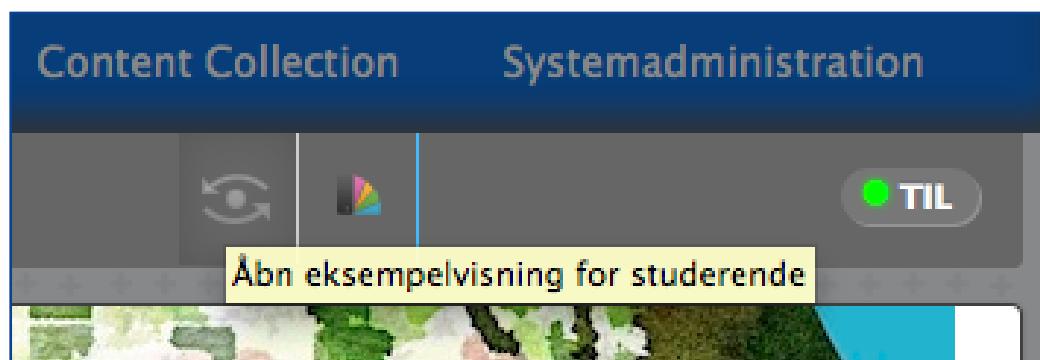 Content Collection Systemadministration
TIL
Åbn eksempelvisning for studerende